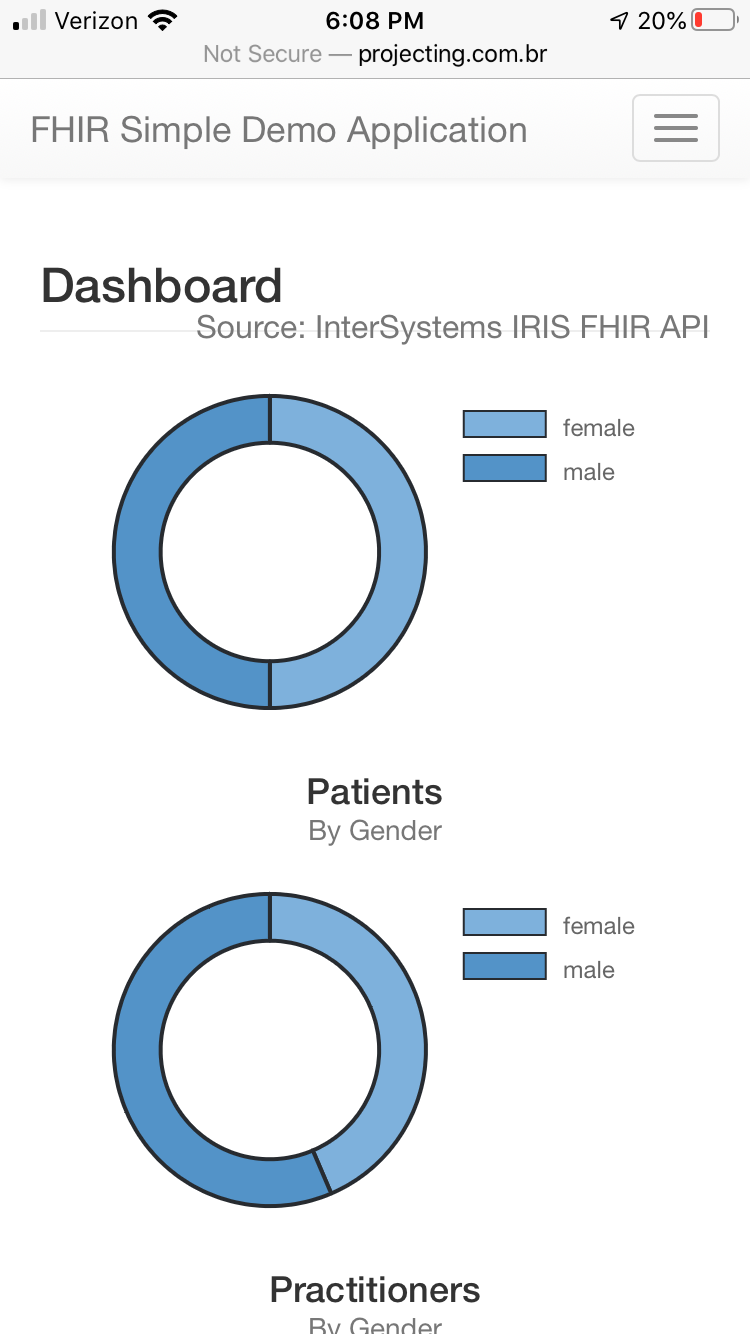 Verizon 6:08 PM 20%
Not Secure — projecting.com.br
FHIR Simple Demo Application
Dashboard
Source: InterSystems IRIS FHIR API
female
male
Patients
By Gender
female
male
Practitioners
By Gender